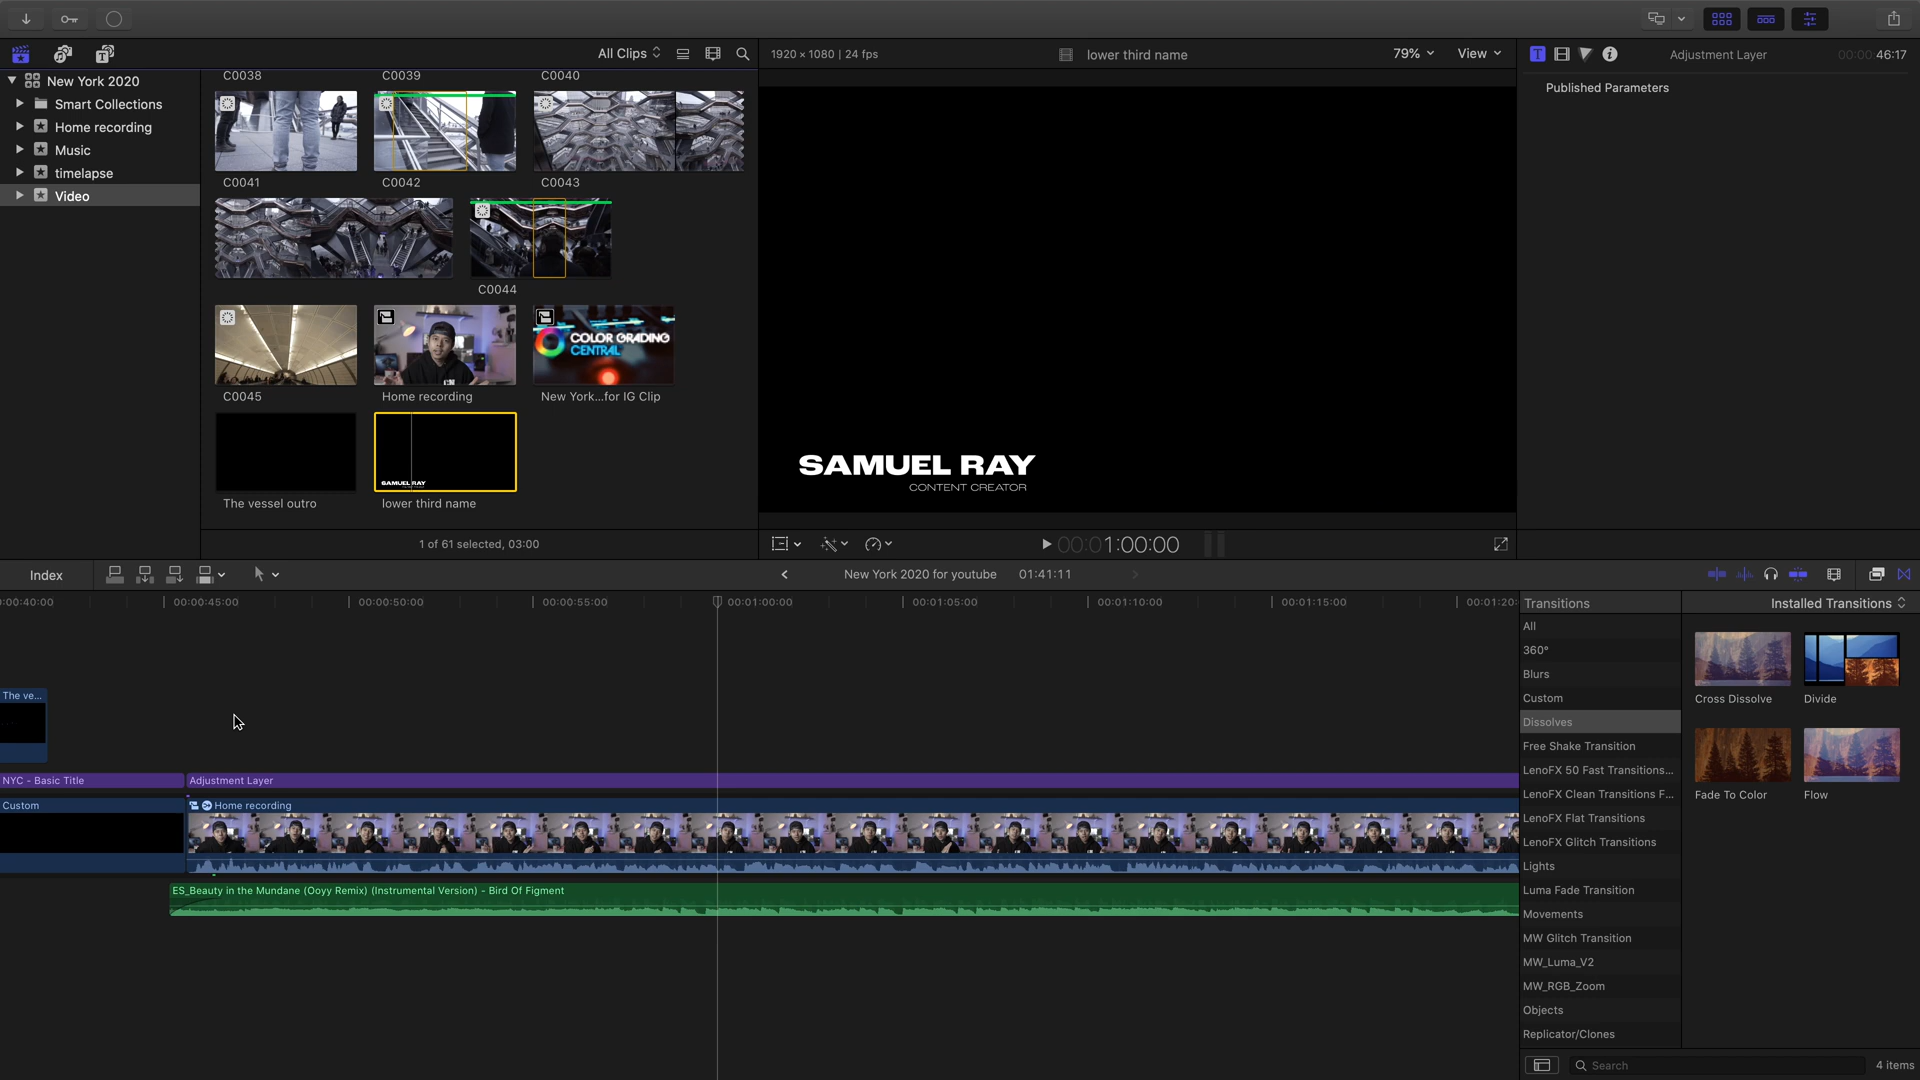 All Clips
1920 × 1080 | 24 fps
lower third name
79%
View
Adjustment Layer
00:00:46:17
New York 2020
Smart Collections
Home recording
Music
timelapse
Video
C0038
C0039
C0040
C0041
C0042
C0043
C0044
COLOR GRADING
CENTRAL
C0045
Home recording
New York...for IG Clip
SAMUEL RAY
The vessel outro
lower third name
1 of 61 selected, 03:00
SAMUEL RAY
CONTENT CREATOR
00:01:00:00
Published Parameters
Index
New York 2020 for youtube
01:41:11
:00:40:00
00:00:45:00
00:00:50:00
00:00:55:00
00:01:00:00
00:01:05:00
00:01:10:00
00:01:15:00
00:01:20:
The ve...
NYC - Basic Title
Adjustment Layer
Custom
Home recording
ES_Beauty in the Mundane (Ooyy Remix) (Instrumental Version) - Bird Of Figment
Transitions
All
360°
Blurs
Custom
Dissolves
Free Shake Transition
LenoFX 50 Fast Transitions...
LenoFX Clean Transitions F...
LenoFX Flat Transitions
LenoFX Glitch Transitions
Lights
Luma Fade Transition
Movements
MW Glitch Transition
MW_Luma_V2
MW_RGB_Zoom
Objects
Replicator/Clones
Installed Transitions
Cross Dissolve
Divide
Fade To Color
Flow
Search
4 items